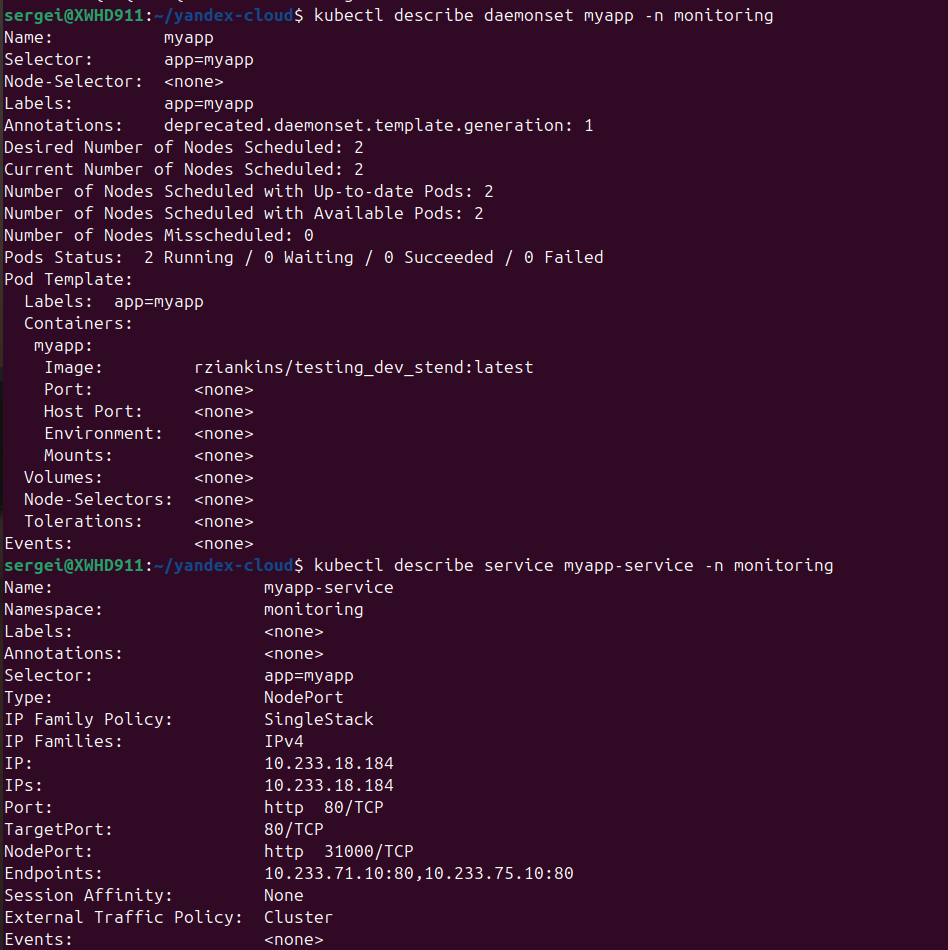 sergei@XWHD911:~/yandex-cloud$ kubectl describe daemonset myapp -n monitoring
Name:           myapp
Selector:       app=myapp
Node-Selector:  <none>
Labels:         app=myapp
Annotations:    deprecated.daemonset.template.generation: 1
Desired Number of Nodes Scheduled: 2
Current Number of Nodes Scheduled: 2
Number of Nodes Scheduled with Up-to-date Pods: 2
Number of Nodes Scheduled with Available Pods: 2
Number of Nodes Misscheduled: 0
Pods Status:  2 Running / 0 Waiting / 0 Succeeded / 0 Failed
Pod Template:
  Labels:  app=myapp
  Containers:
   myapp:
    Image:         rziankins/testing_dev_stend:latest
    Port:          <none>
    Host Port:     <none>
    Environment:   <none>
    Mounts:        <none>
  Volumes:         <none>
  Node-Selectors:  <none>
  Tolerations:     <none>
Events:            <none>
sergei@XWHD911:~/yandex-cloud$ kubectl describe service myapp-service -n monitoring
Name:                     myapp-service
Namespace:                monitoring
Labels:                   <none>
Annotations:              <none>
Selector:                 app=myapp
Type:                     NodePort
IP Family Policy:         SingleStack
IP Families:              IPv4
IP:                       10.233.18.184
IPs:                      10.233.18.184
Port:                     http  80/TCP
TargetPort:               80/TCP
NodePort:                 http  31000/TCP
Endpoints:                10.233.71.10:80,10.233.75.10:80
Session Affinity:         None
External Traffic Policy:  Cluster
Events:                   <none>